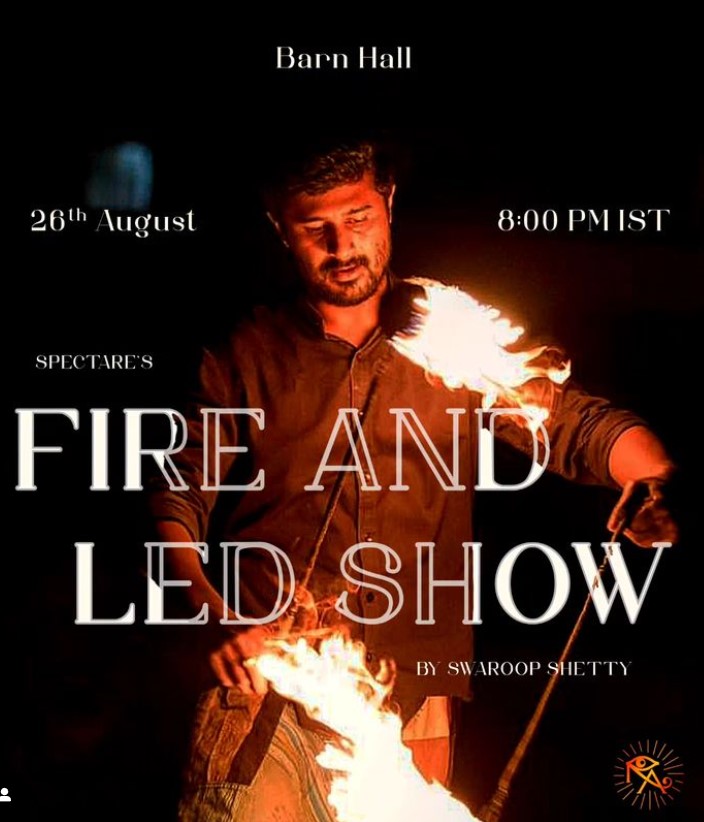 Barn Hall
26th August
8:00 PM IST
SPECTARE'S
FIRE AND
LED SHOW
BY SWAROOP SHETTY